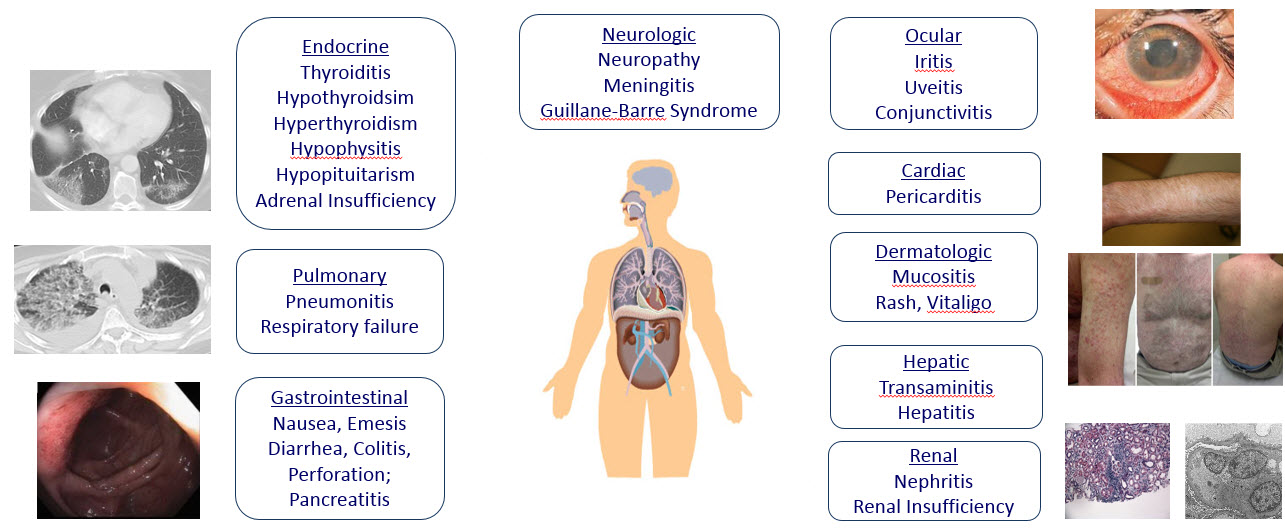 Endocrine
Thyroiditis
Hypothyroidsim
Hyperthyroidism
Hypophysitis
Hypopituitarism
Adrenal Insufficiency
Pulmonary
Pneumonitis
Respiratory failure
Gastrointestinal
Nausea, Emesis
Diarrhea, Colitis,
Perforation;
Pancreatitis
Neurologic
Neuropathy
Meningitis
Guillane-Barre Syndrome
Ocular
Iritis
Uveitis
Conjunctivitis
Cardiac
Pericarditis
Dermatologic
Mucositis
Rash, Vitaligo
Hepatic
Transaminitis
Hepatitis
Renal
Nephritis
Renal Insufficiency